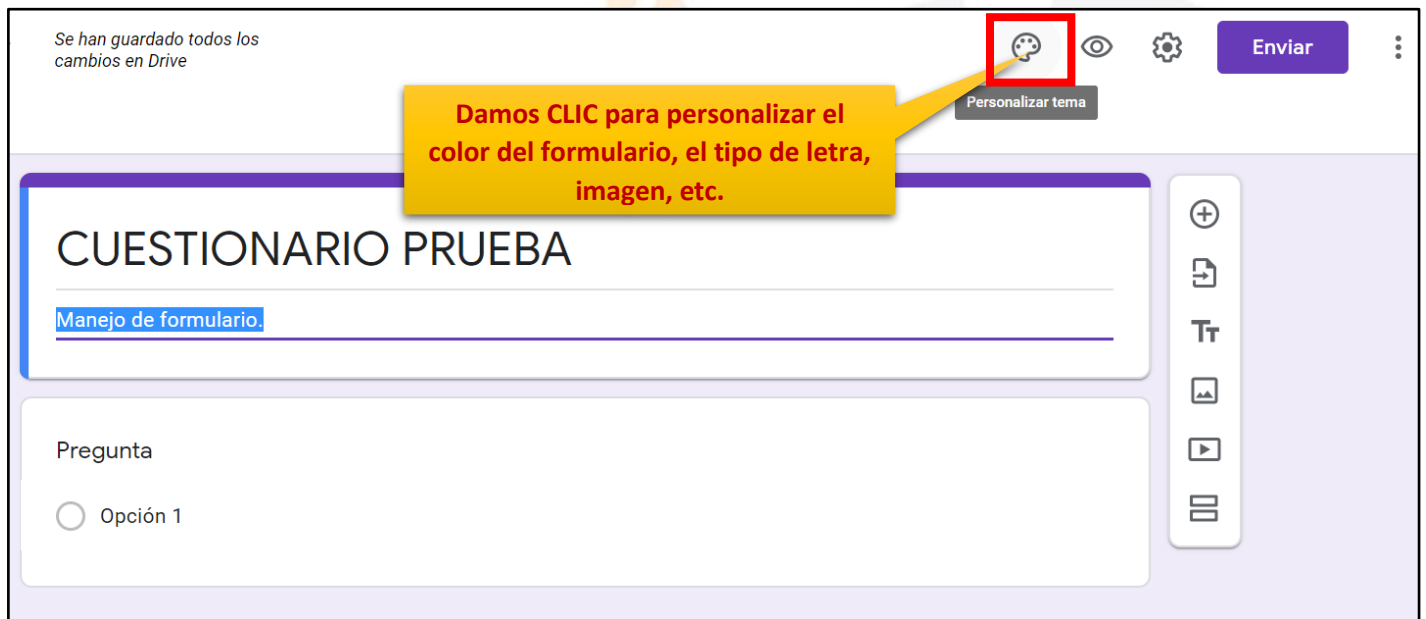 Se han guardado todos los
cambios en Drive
Enviar
Personalizar tema
Damos CLIC para personalizar el
color del formulario, el tipo de letra,
imagen, etc.
CUESTIONARIO PRUEBA
Manejo de formulario.
Tт
Pregunta
Opción 1